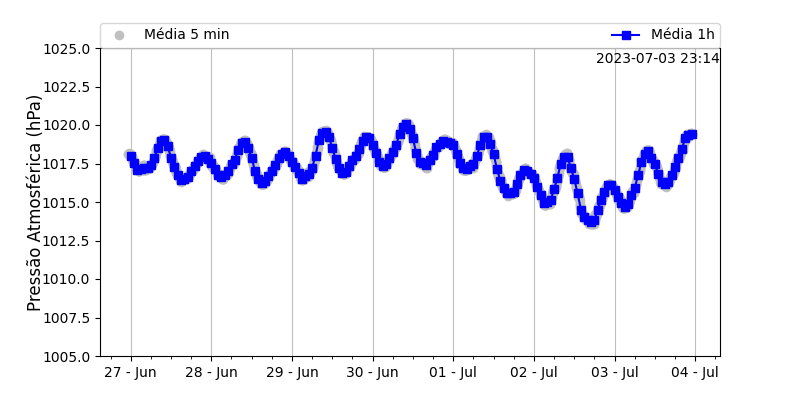 Média 5 min
Média 1h
2023-07-03 23:14
Pressão Atmosférica (hPa)
1025.0
1022.5
1020.0
1017.5
1015.0
1012.5
1010.0
1007.5
1005.0
27 - Jun
28 - Jun
29 - Jun
30 - Jun
01 - Jul
02 - Jul
03 - Jul
04 - Jul